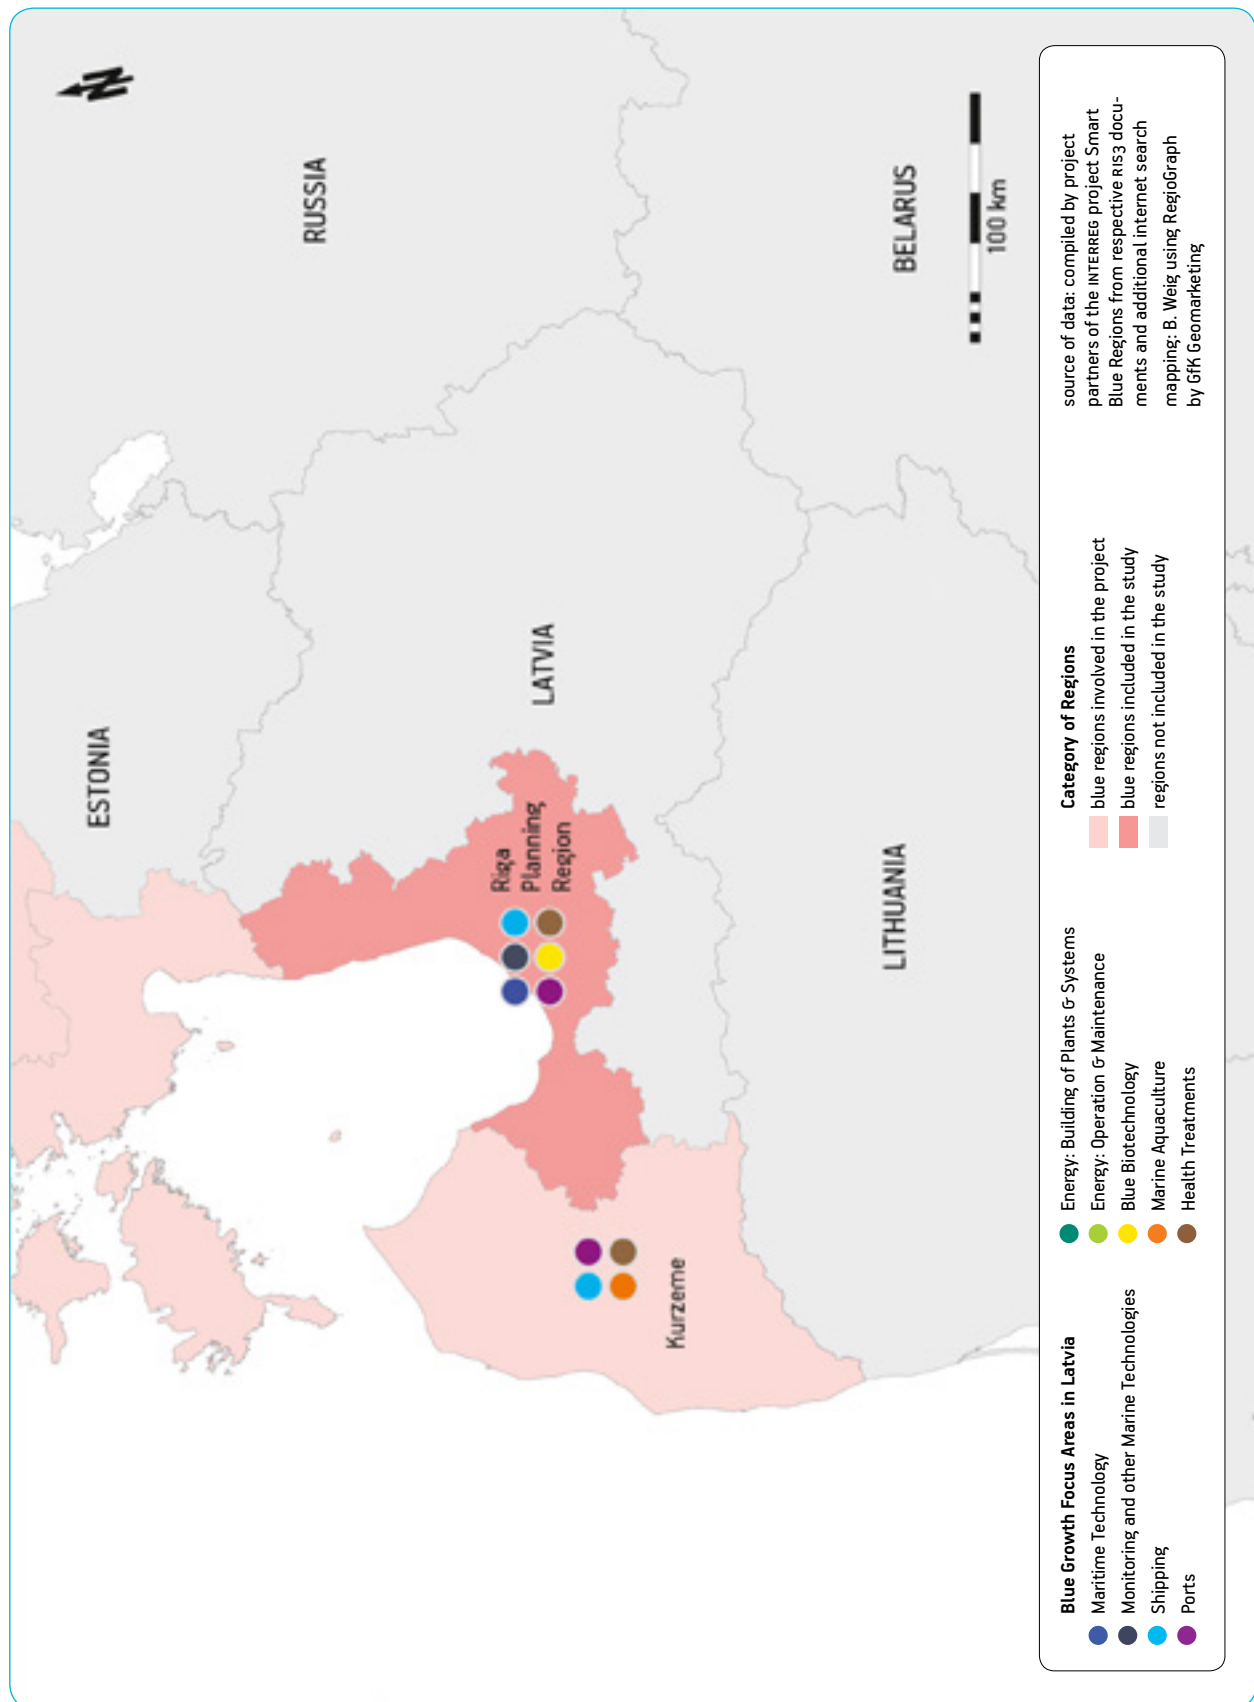 N
RUSSIA
ESTONIA
LATVIA
Riga
Planning
Region
Kurzeme
BELARUS
LITHUANIA
100 km
Blue Growth Focus Areas in Latvia
Maritime Technology
Monitoring and other Marine Technologies
Shipping
Ports
Energy: Building of Plants & Systems
Energy: Operation & Maintenance
Blue Biotechnology
Marine Aquaculture
Health Treatments
Category of Regions
blue regions involved in the project
blue regions included in the study
regions not included in the study
source of data: compiled by project
partners of the INTERREG project Smart
Blue Regions from respective RIS3 docu-
ments and additional internet search
mapping: B. Weig using RegioGraph
by GfK Geomarketing